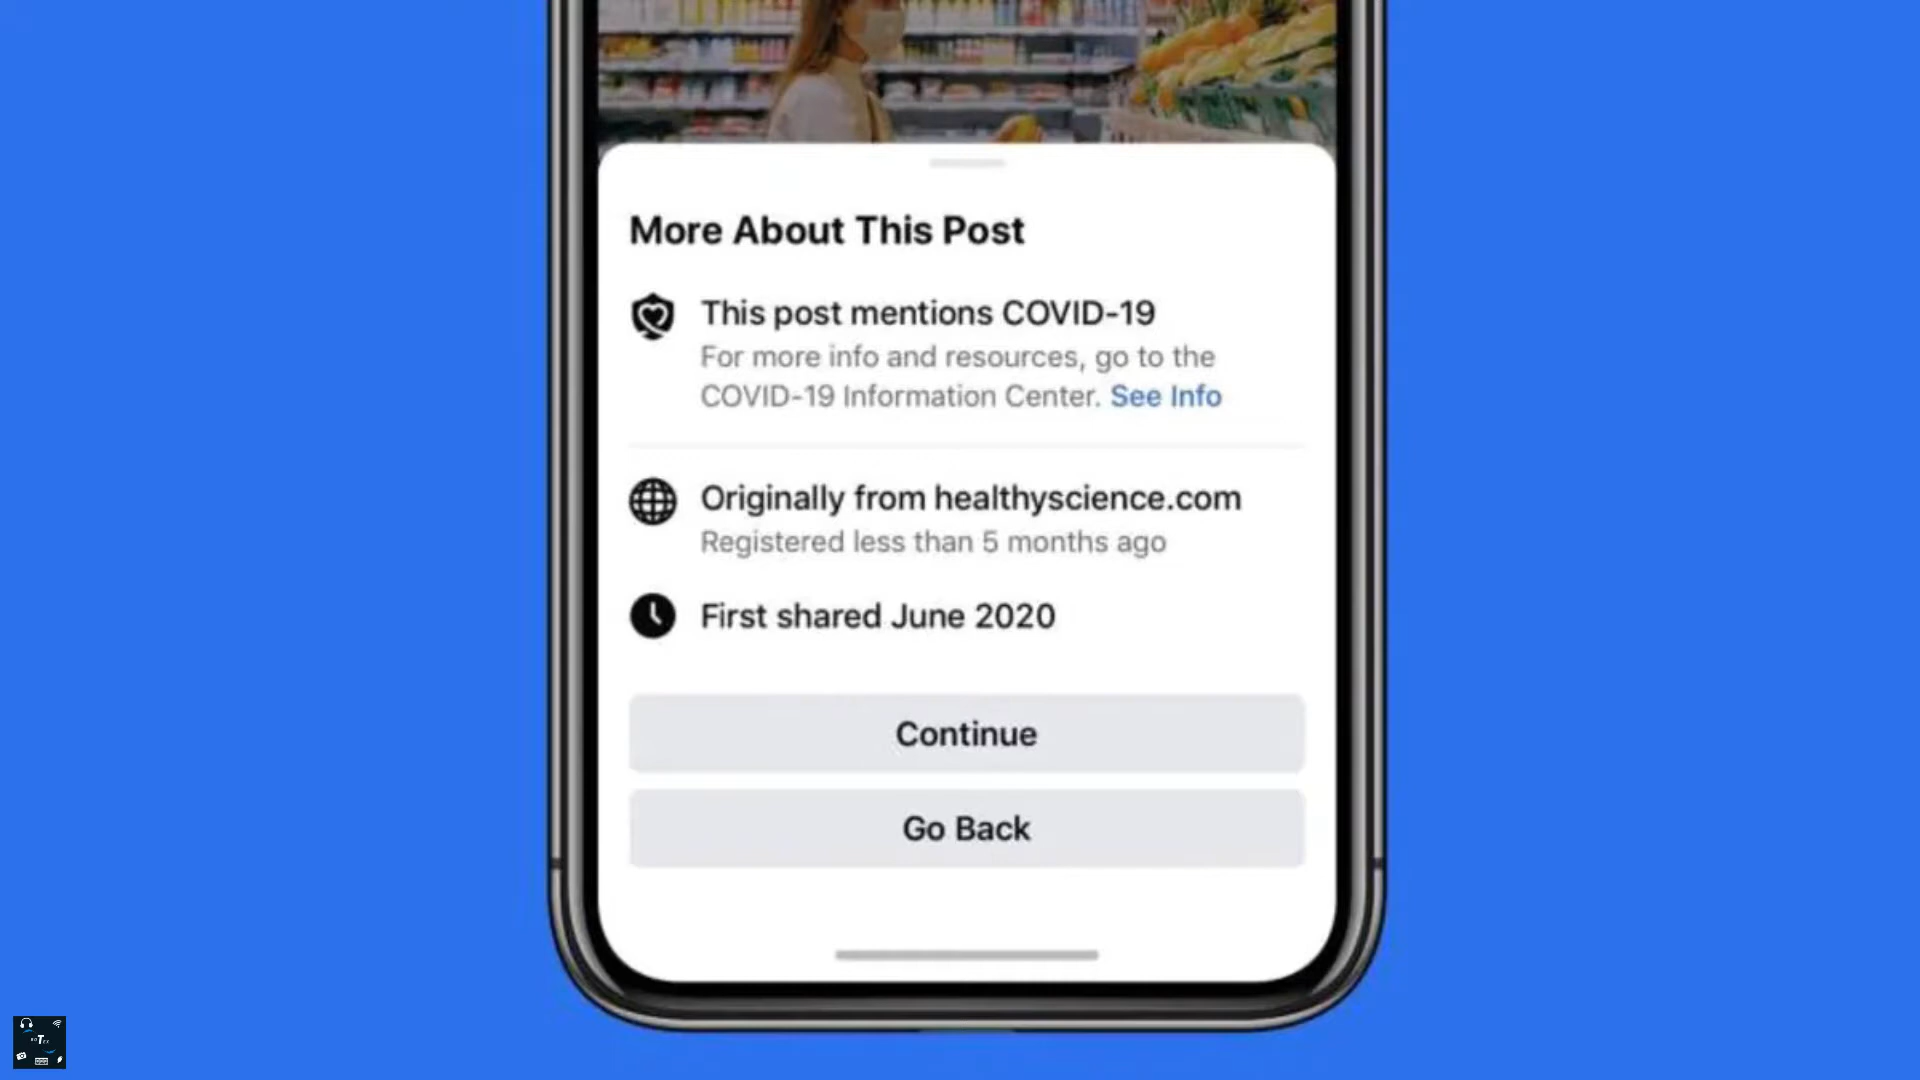 More About This Post
This post mentions COVID-19
For more info and resources, go to the
COVID-19 Information Center. See Info
Originally from healthyscience.com
Registered less than 5 months ago
First shared June 2020
Continue
Go Back